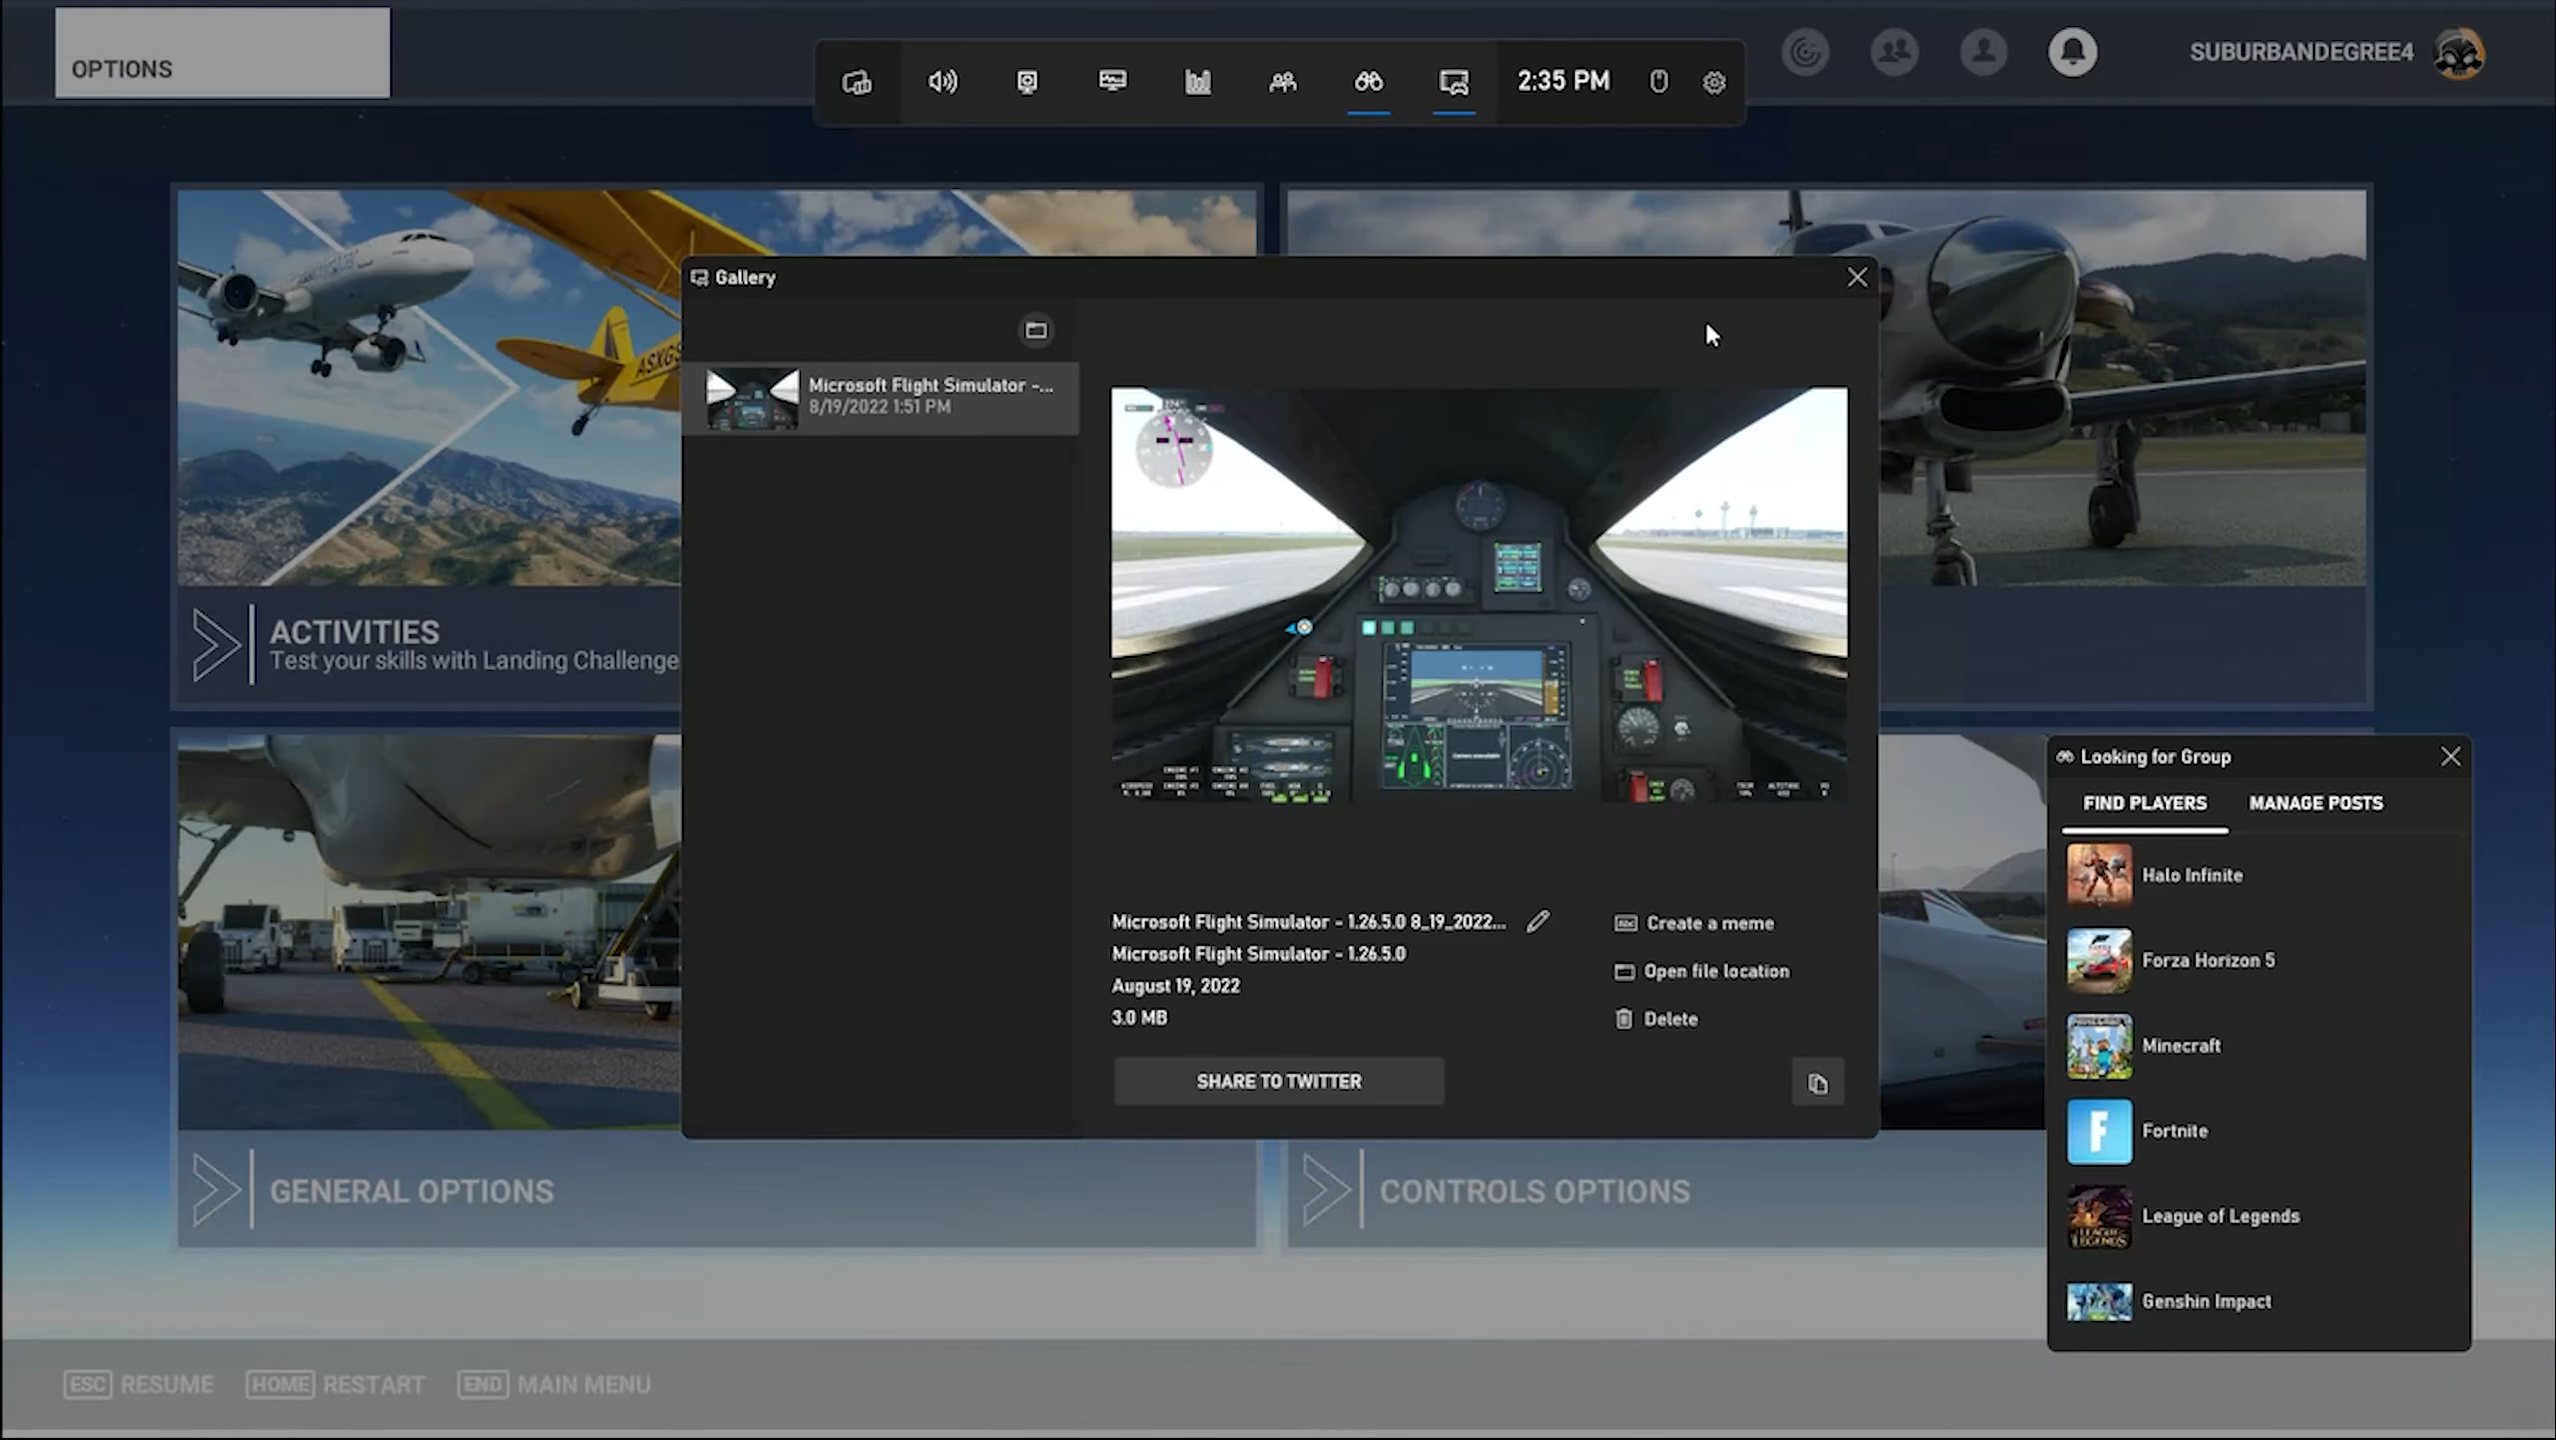 OPTIONS
2:35 PM
SUBURBANDEGREE4
Gallery
Microsoft Flight Simulator -...
8/19/2022 1:51 PM
ASXGS
ACTIVITIES
Test your skills with Landing Challenge
Microsoft Flight Simulator - 1.26.5.0 8_19_2022...
Microsoft Flight Simulator - 1.26.5.0
August 19, 2022
3.0 MB
Create a meme
Open file location
Delete
SHARE TO TWITTER
Looking for Group
FIND PLAYERS
MANAGE POSTS
Halo Infinite
Forza Horizon 5
Minecraft
Fortnite
League of Legends
Genshin Impact
GENERAL OPTIONS
CONTROLS OPTIONS
ESC RESUME
HOME RESTART
END MAIN MENU